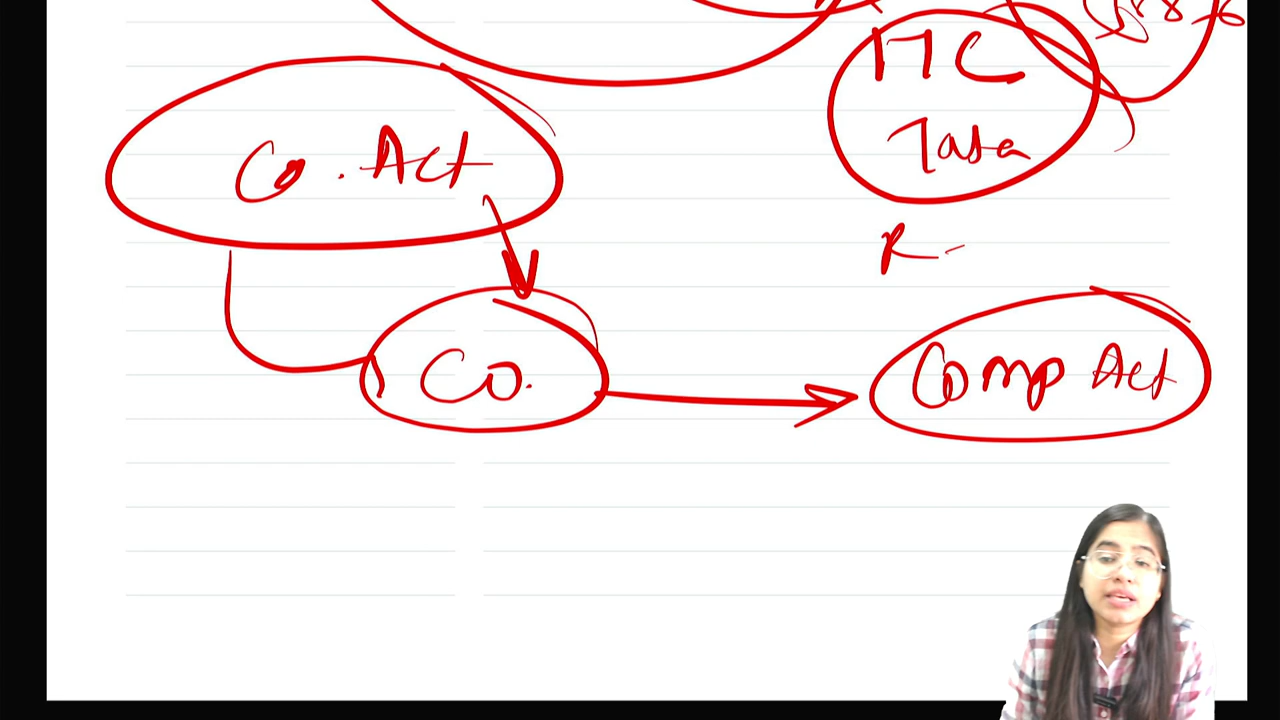 ITC
Tata
Co. Act
R-
Co.
Comp Act